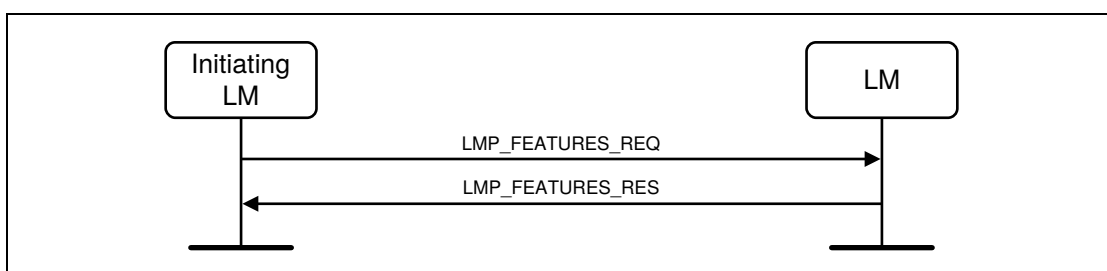 Initiating
LM
LM
LMP_FEATURES_REQ
LMP_FEATURES_RES